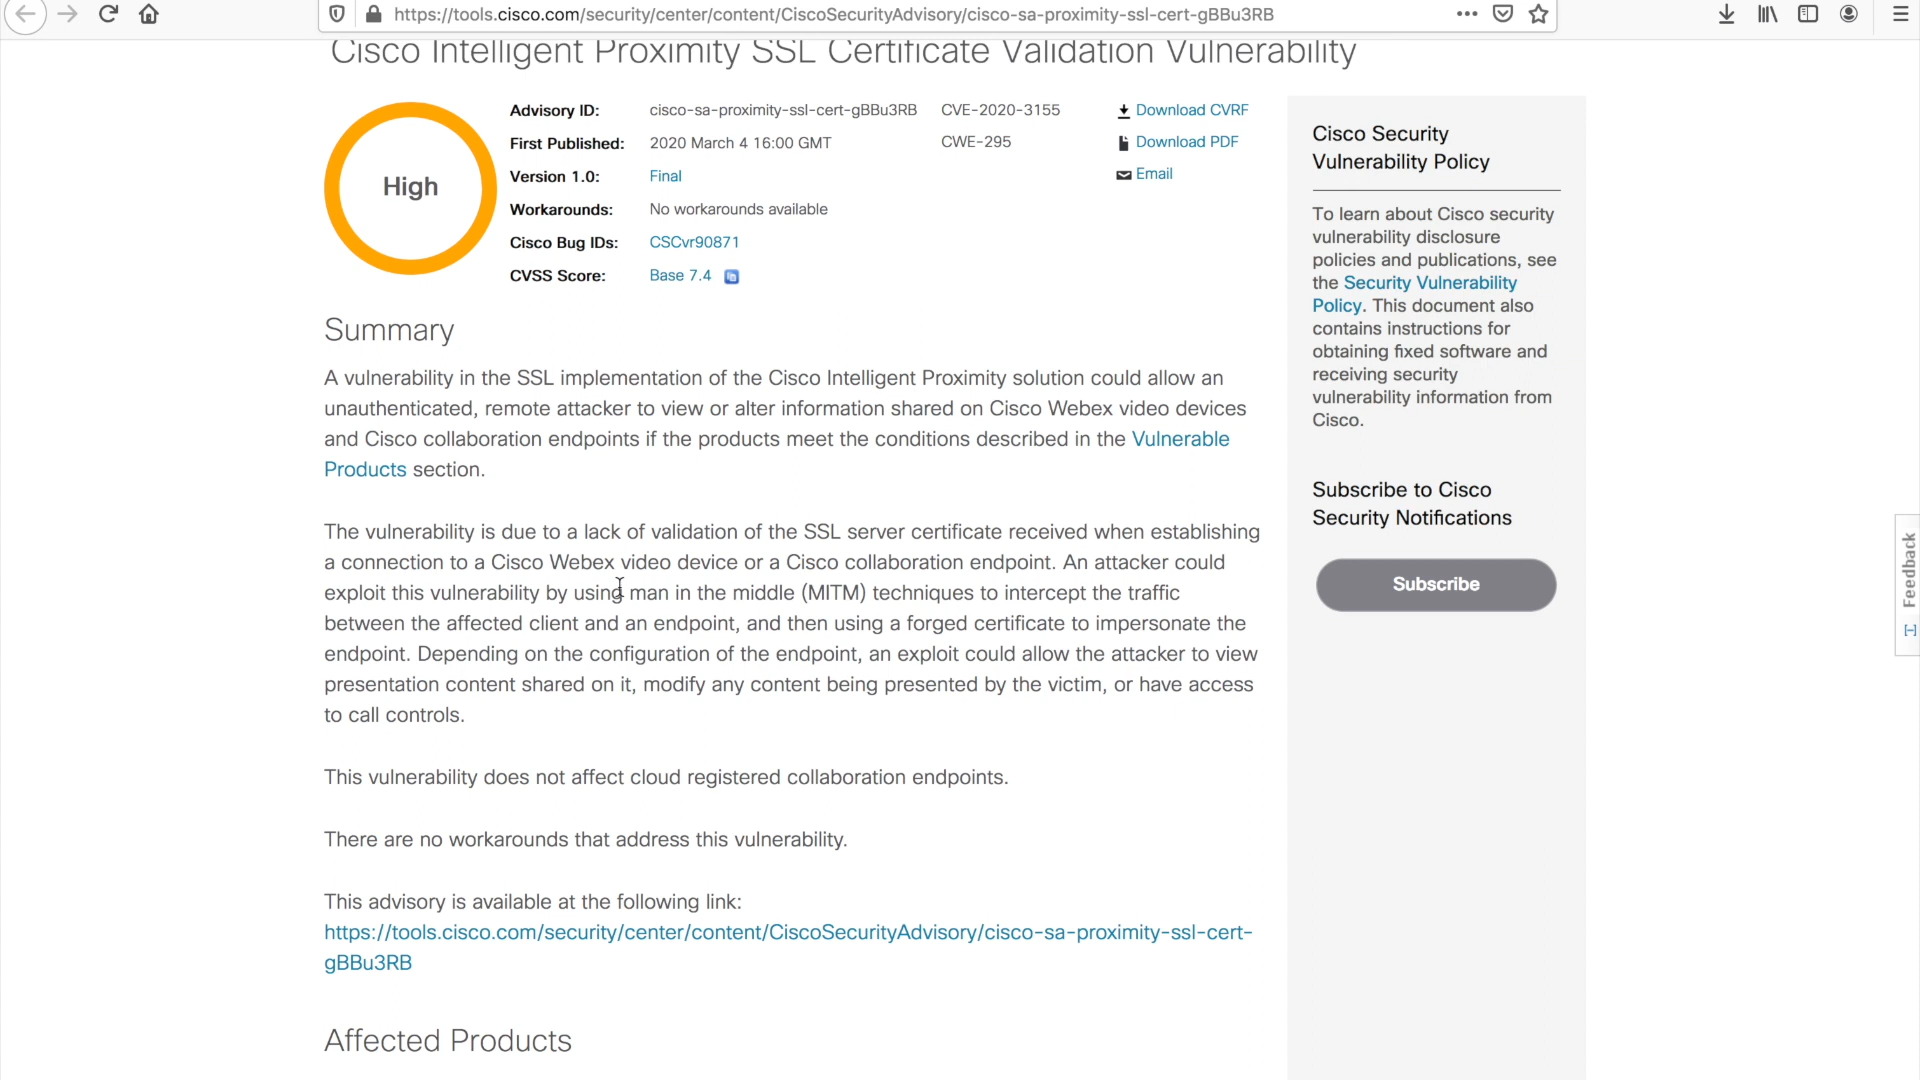 https://tools.cisco.com/security/center/content/CiscoSecurityAdvisory/cisco-sa-proximity-ssl-cert-gBBu3RB
Cisco Intelligent Proximity SSL Certificate Validation Vulnerability
High
Advisory ID: cisco-sa-proximity-ssl-cert-gBBu3RB
First Published: 2020 March 4 16:00 GMT
Version 1.0: Final
Workarounds: No workarounds available
Cisco Bug IDs: CSCvr90871
CVSS Score: Base 7.4
CVE-2020-3155
CWE-295
Download CVRF
Download PDF
Email
Summary
A vulnerability in the SSL implementation of the Cisco Intelligent Proximity solution could allow an
unauthenticated, remote attacker to view or alter information shared on Cisco Webex video devices
and Cisco collaboration endpoints if the products meet the conditions described in the Vulnerable
Products section.
The vulnerability is due to a lack of validation of the SSL server certificate received when establishing
a connection to a Cisco Webex video device or a Cisco collaboration endpoint. An attacker could
exploit this vulnerability by using man in the middle (MITM) techniques to intercept the traffic
between the affected client and an endpoint, and then using a forged certificate to impersonate the
endpoint. Depending on the configuration of the endpoint, an exploit could allow the attacker to view
presentation content shared on it, modify any content being presented by the victim, or have access
to call controls.
This vulnerability does not affect cloud registered collaboration endpoints.
There are no workarounds that address this vulnerability.
This advisory is available at the following link:
https://tools.cisco.com/security/center/content/CiscoSecurityAdvisory/cisco-sa-proximity-ssl-cert-
gBBu3RB
Affected Products
Cisco Security
Vulnerability Policy
To learn about Cisco security
vulnerability disclosure
policies and publications, see
the Security Vulnerability
Policy. This document also
contains instructions for
obtaining fixed software and
receiving security
vulnerability information from
Cisco.
Subscribe to Cisco
Security Notifications
Subscribe
Feedback